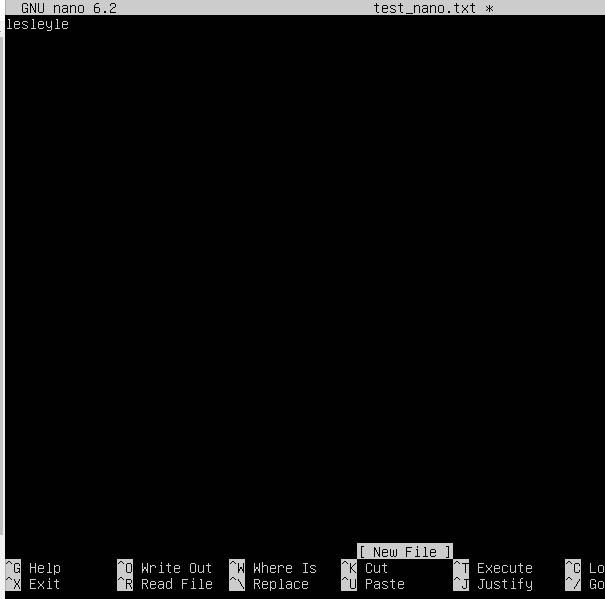 GNU nano 6.2 test_nano.txt *
lesleyle
[ New File ]
^G Help ^O Write Out ^W Where Is ^K Cut ^T Execute ^C Lo
^X Exit ^R Read File ^\ Replace ^U Paste ^J Justify ^/ Go